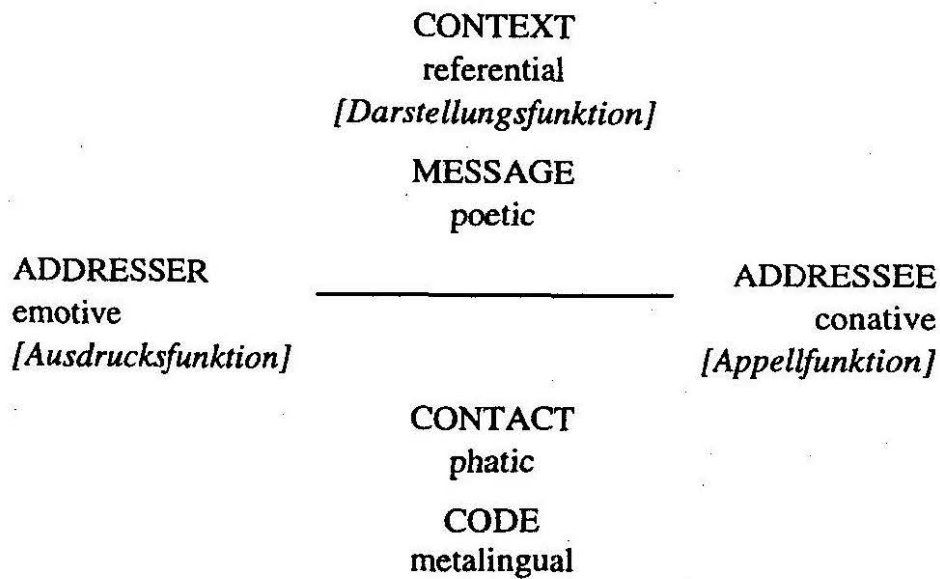 CONTEXT
referential
[Darstellungsfunktion]
MESSAGE
poetic
ADDRESSER
emotive
[Ausdrucksfunktion]
ADDRESSEE
conative
[Appellfunktion]
CONTACT
phatic
CODE
metalingual